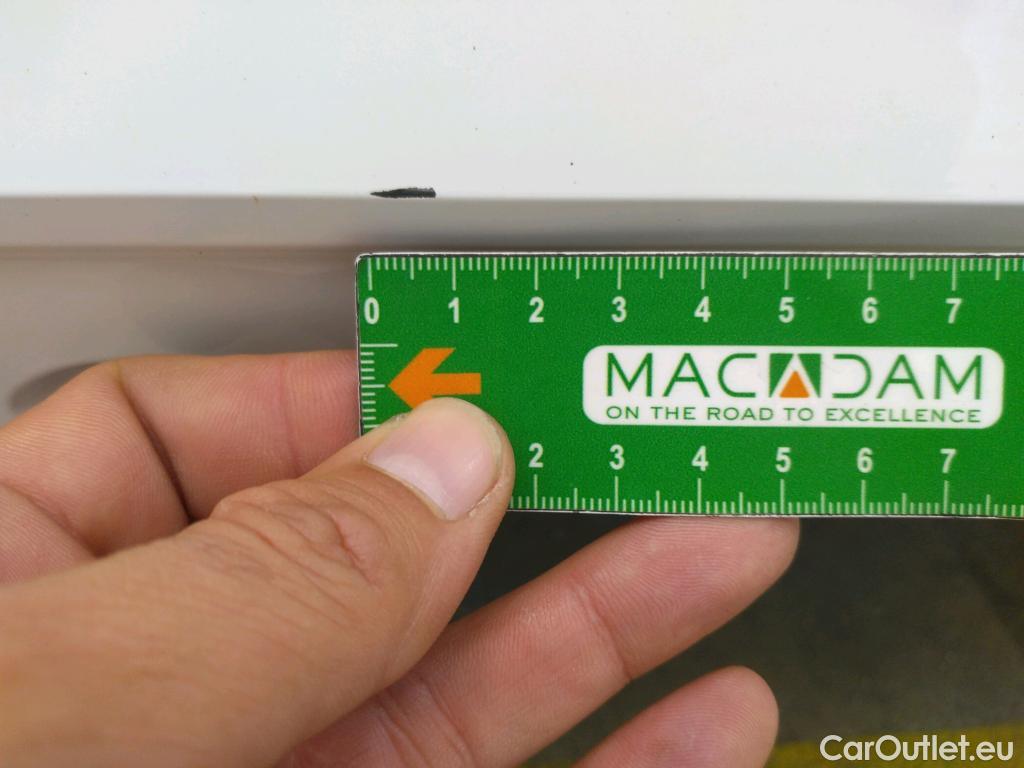 0 1 2 3 4 5 6 7
MACADAM
ON THE ROAD TO EXCELLENCE
2 3 4 5 6 7
CarOutlet.eu